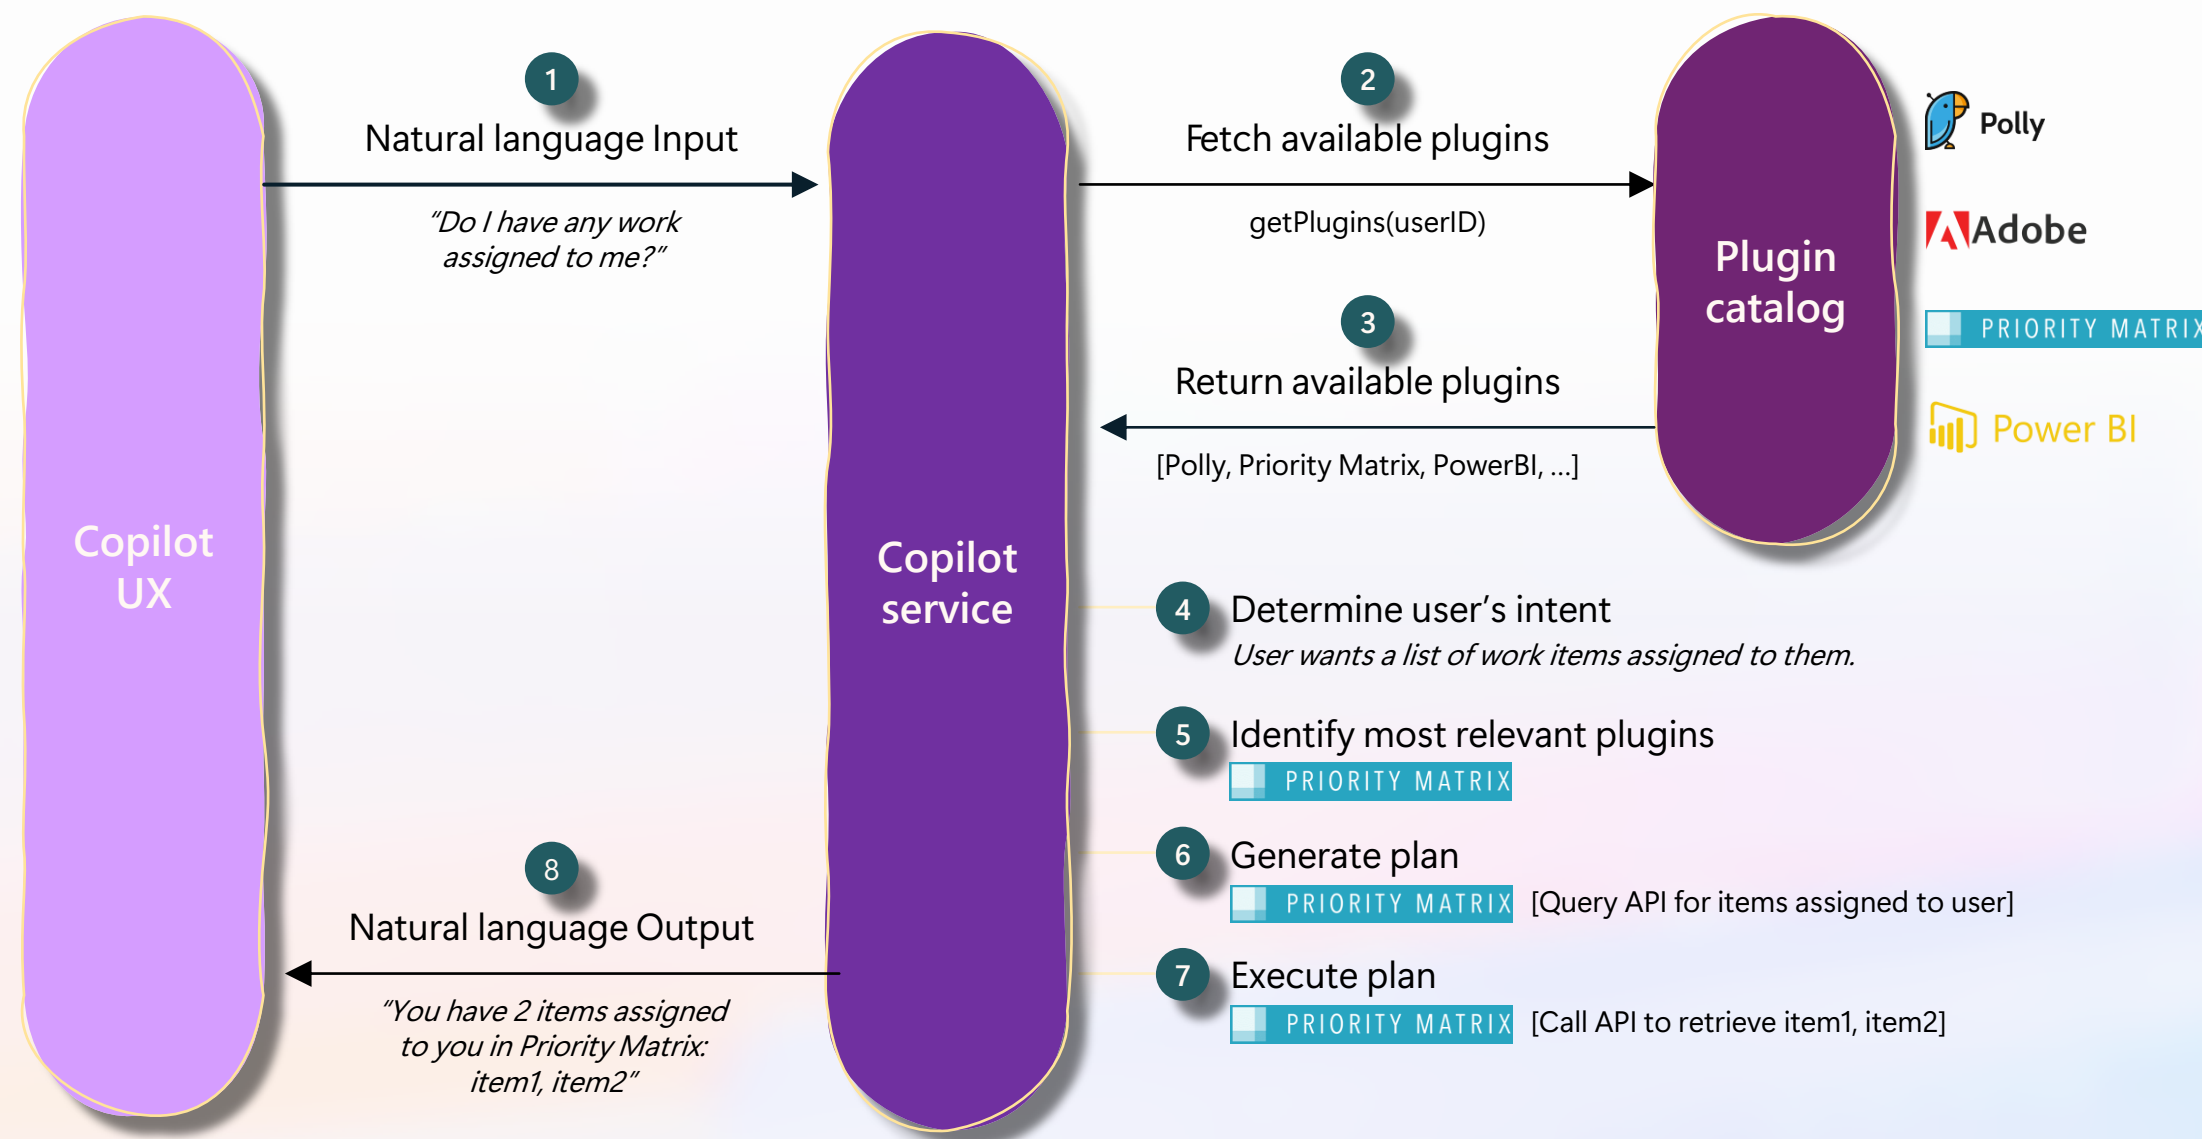 1
Natural language Input
“Do I have any work
assigned to me?”
2
Fetch available plugins
getPlugins(userID)
3
Return available plugins
[Polly, Priority Matrix, PowerBI, ...]
Plugin
catalog
Polly
Adobe
PRIORITY MATRIX
Power BI
Copilot
UX
Copilot
service
4 Determine user’s intent
User wants a list of work items assigned to them.
5 Identify most relevant plugins
PRIORITY MATRIX
6 Generate plan
PRIORITY MATRIX [Query API for items assigned to user]
7 Execute plan
PRIORITY MATRIX [Call API to retrieve item1, item2]
8
Natural language Output
“You have 2 items assigned
to you in Priority Matrix:
item1, item2”